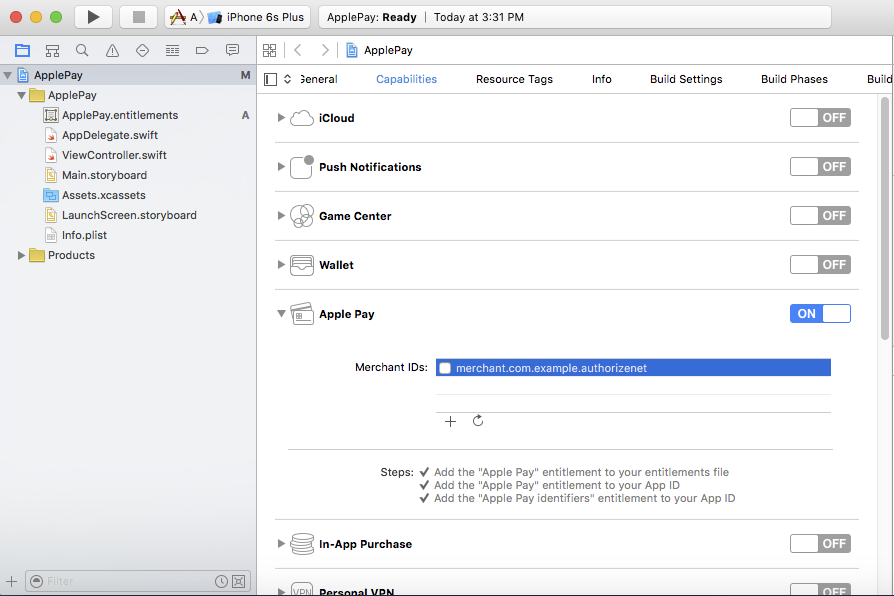 A〉 iPhone 6s Plus
ApplePay: Ready | Today at 3:31 PM
ApplePay
ApplePay M
General Capabilities Resource Tags Info Build Settings Build Phases Build
ApplePay
ApplePay.entitlements A
AppDelegate.swift
ViewController.swift
Main.storyboard
Assets.xcassets
LaunchScreen.storyboard
Info.plist
Products
iCloud OFF
Push Notifications OFF
Game Center OFF
Wallet OFF
Apple Pay ON
Merchant IDs: merchant.com.example.authorizenet
Steps: ✔ Add the "Apple Pay" entitlement to your entitlements file
✔ Add the "Apple Pay" entitlement to your App ID
✔ Add the "Apple Pay identifiers" entitlement to your App ID
In-App Purchase OFF
VPN Personal VPN OFF
Filter